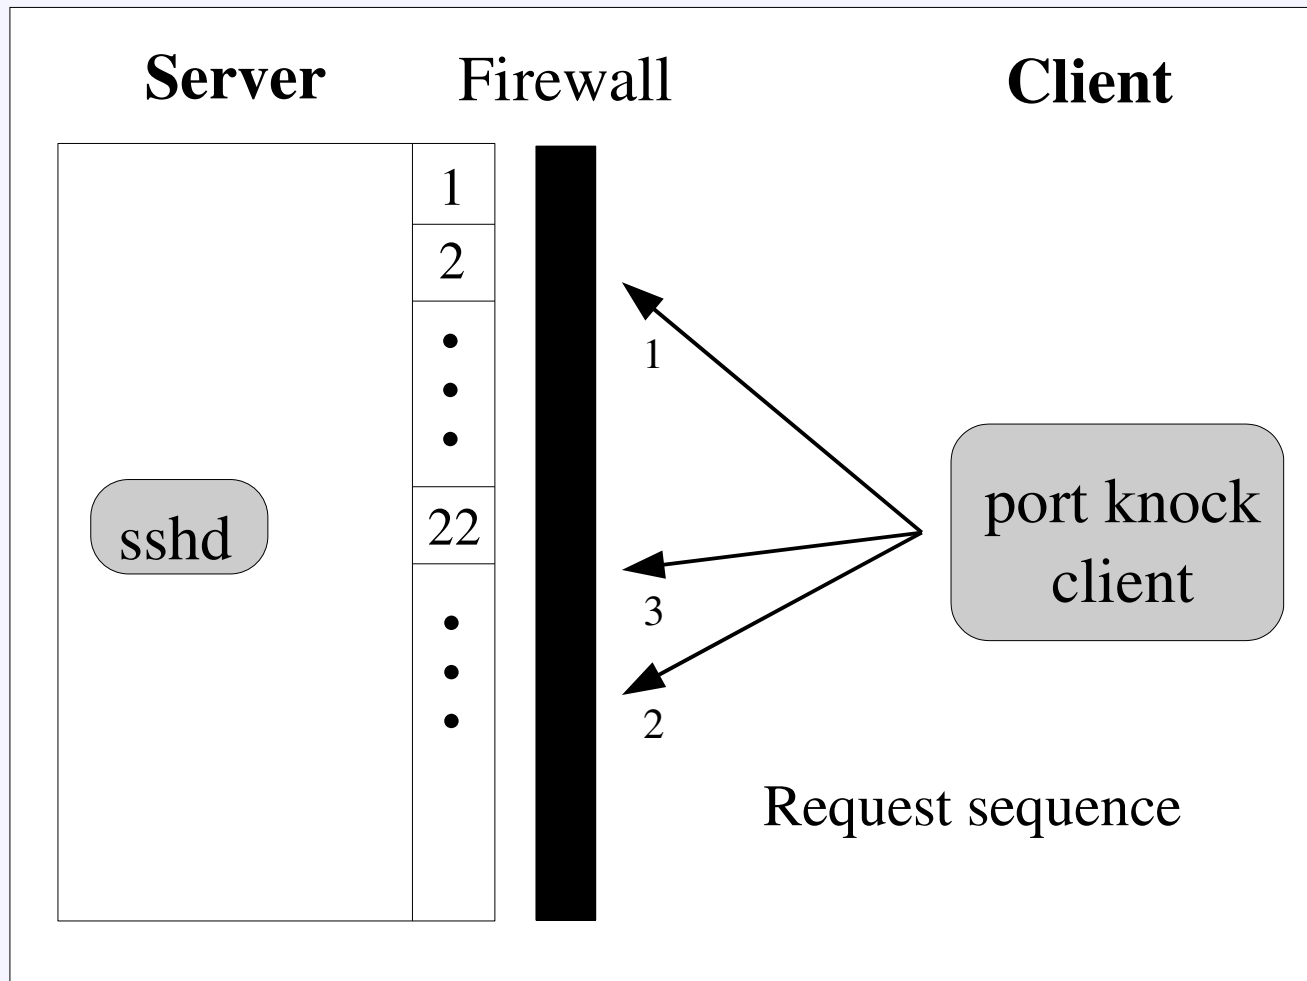 Server
Firewall
Client
1
2
22
sshd
1
3
2
port knock
client
Request sequence